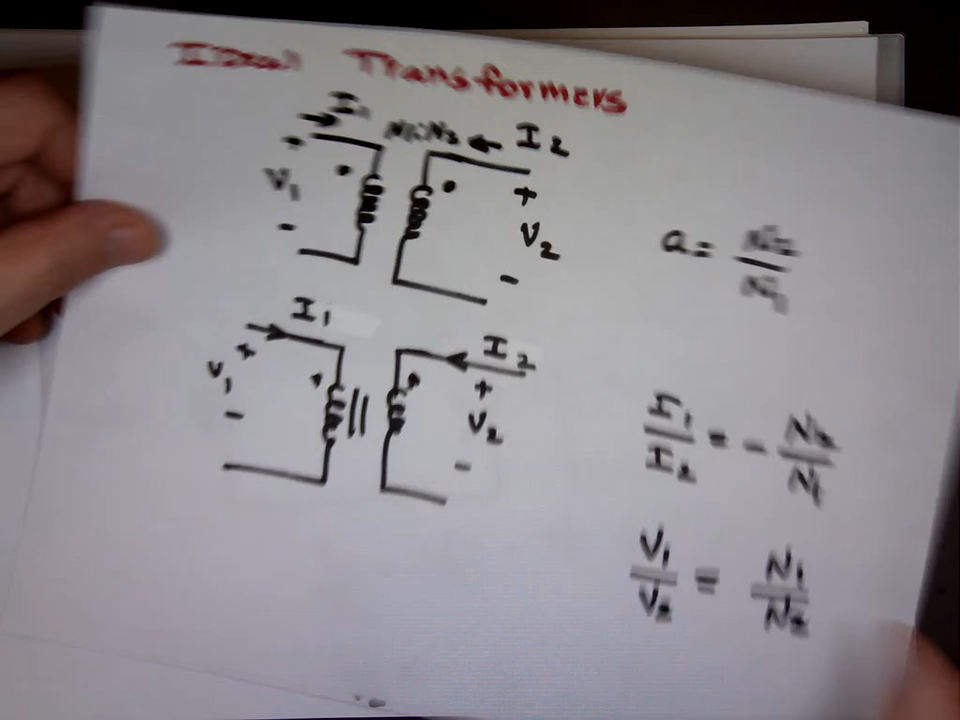 Ideal Transformers
I1
N1:N2
I2
+
V1
-
+
V2
-
a = N2/N1
I1
+
V1
-
I2
+
V2
-
I1/I2 = - N2/N1
V1/V2 = N1/N2